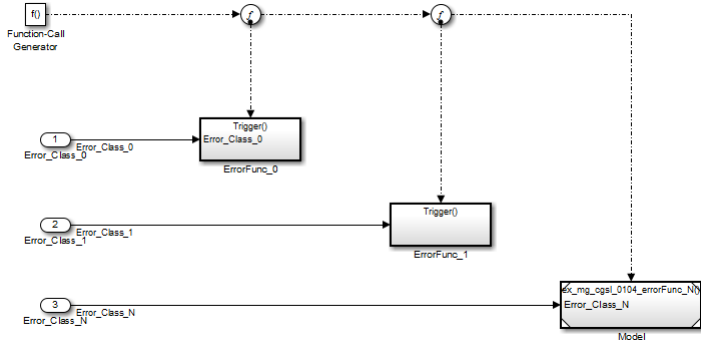 f()
Function-Call
Generator
f
f
Trigger()
Error_Class_0
ErrorFunc_0
1
Error_Class_0
Error_Class_0
Trigger()
ErrorFunc_1
2
Error_Class_1
Error_Class_1
ex_mg_cgsl_0104_errorFunc_N()
Error_Class_N
Model
3
Error_Class_N
Error_Class_N